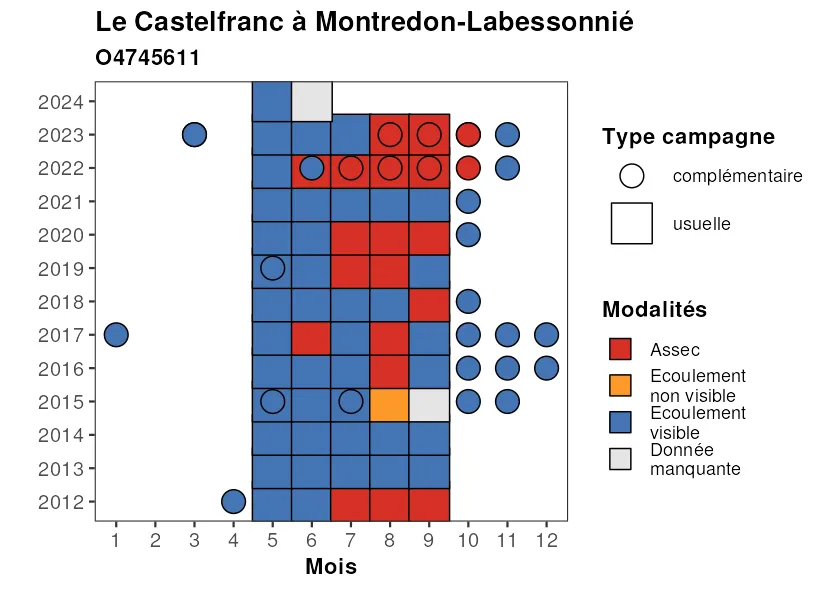 Le Castelfranc à Montredon-Labessonnié
O4745611
2024
2023
2022
2021
2020
2019
2018
2017
2016
2015
2014
2013
2012
1 2 3 4 5 6 7 8 9 10 11 12
Mois
Type campagne
complémentaire
usuelle
Modalités
Assec
Ecoulement
non visible
Ecoulement
visible
Donnée
manquante